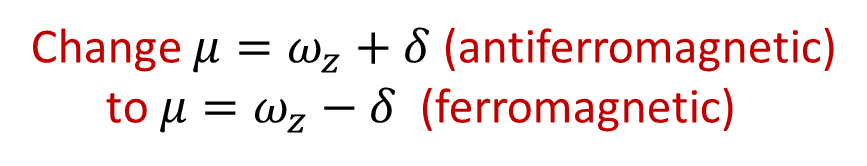 Change μ = ω_z + δ (antiferromagnetic)
to μ = ω_z − δ (ferromagnetic)